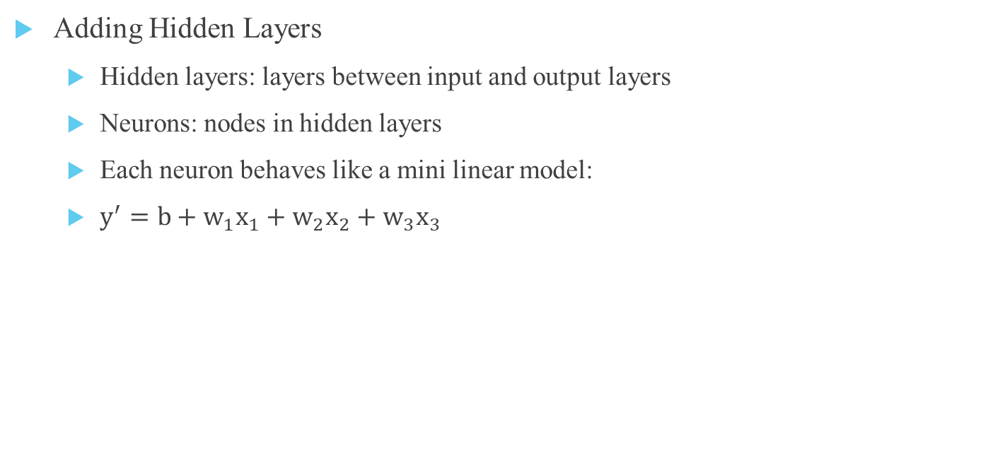 Adding Hidden Layers
Hidden layers: layers between input and output layers
Neurons: nodes in hidden layers
Each neuron behaves like a mini linear model:
y′ = b + w₁x₁ + w₂x₂ + w₃x₃